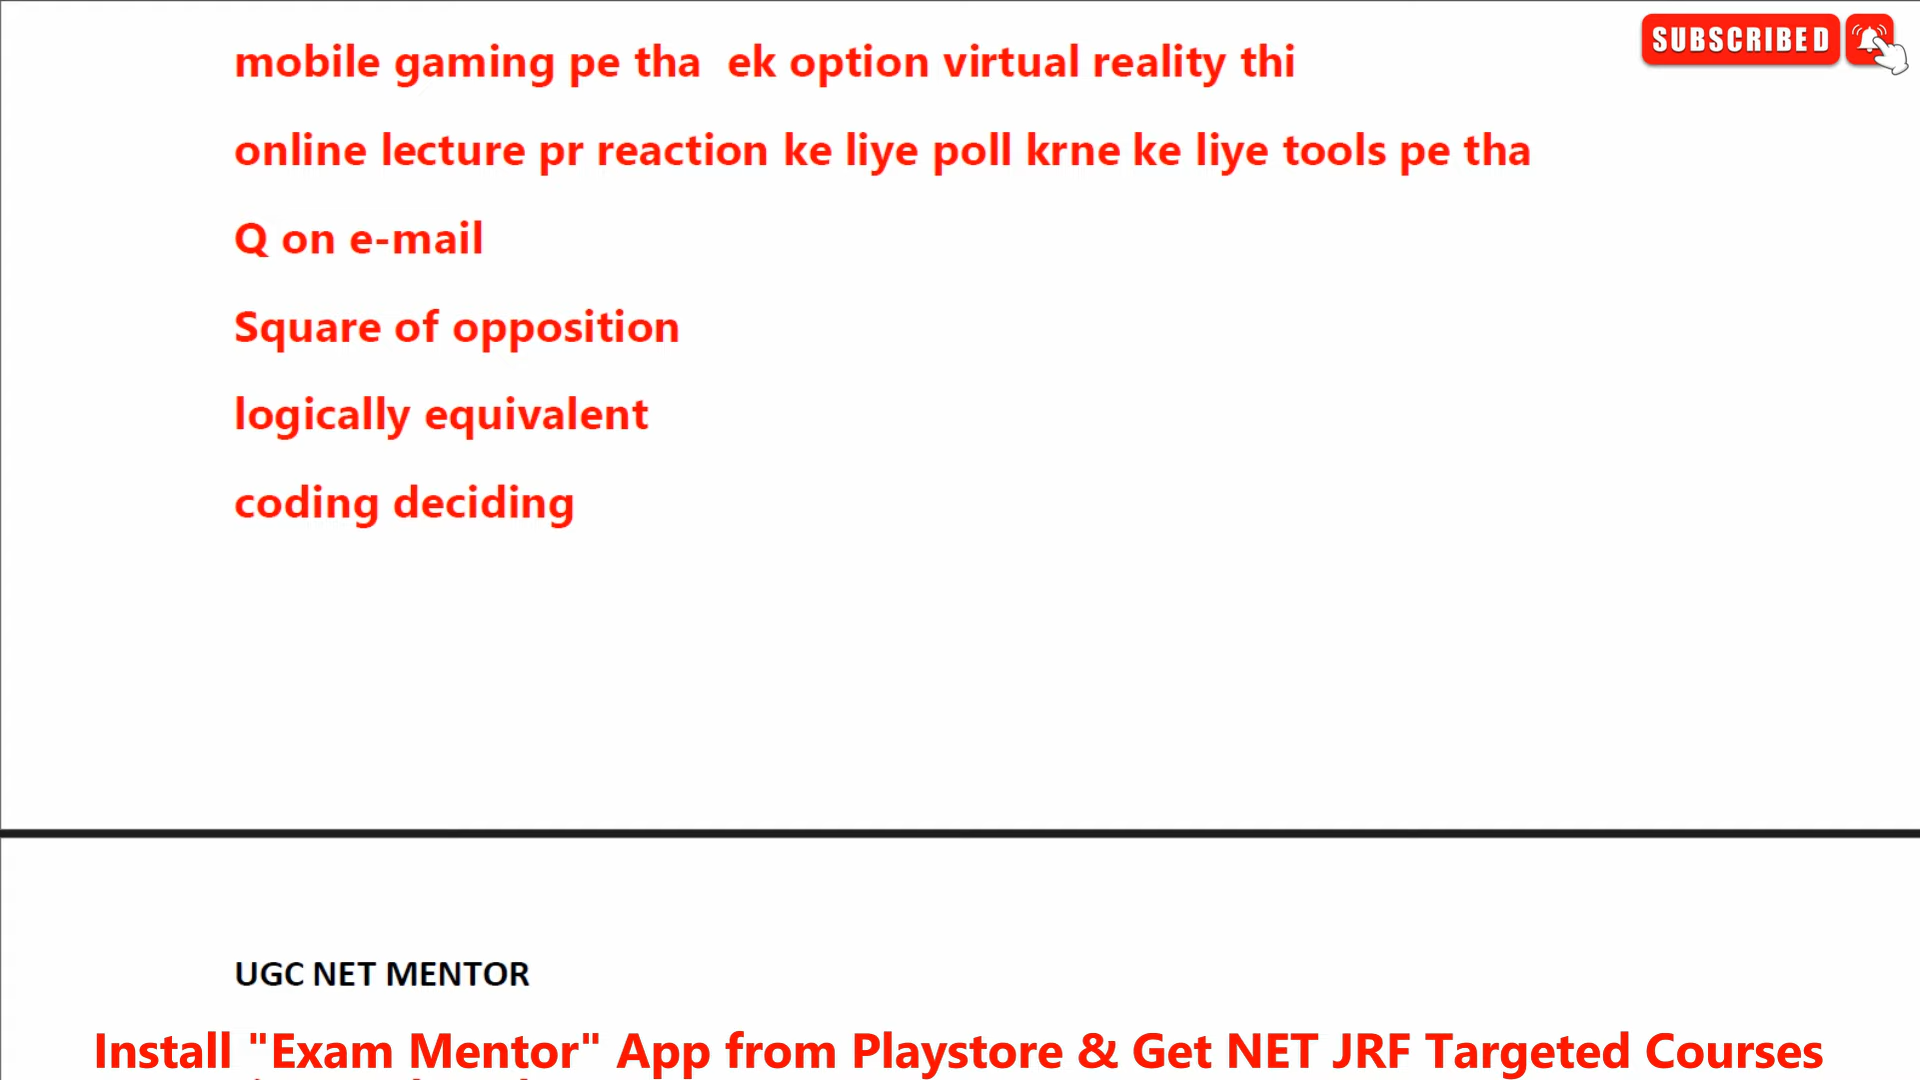 SUBSCRIBED
mobile gaming pe tha ek option virtual reality thi
online lecture pr reaction ke liye poll krne ke liye tools pe tha
Q on e-mail
Square of opposition
logically equivalent
coding deciding
UGC NET MENTOR
Install "Exam Mentor" App from Playstore & Get NET JRF Targeted Courses